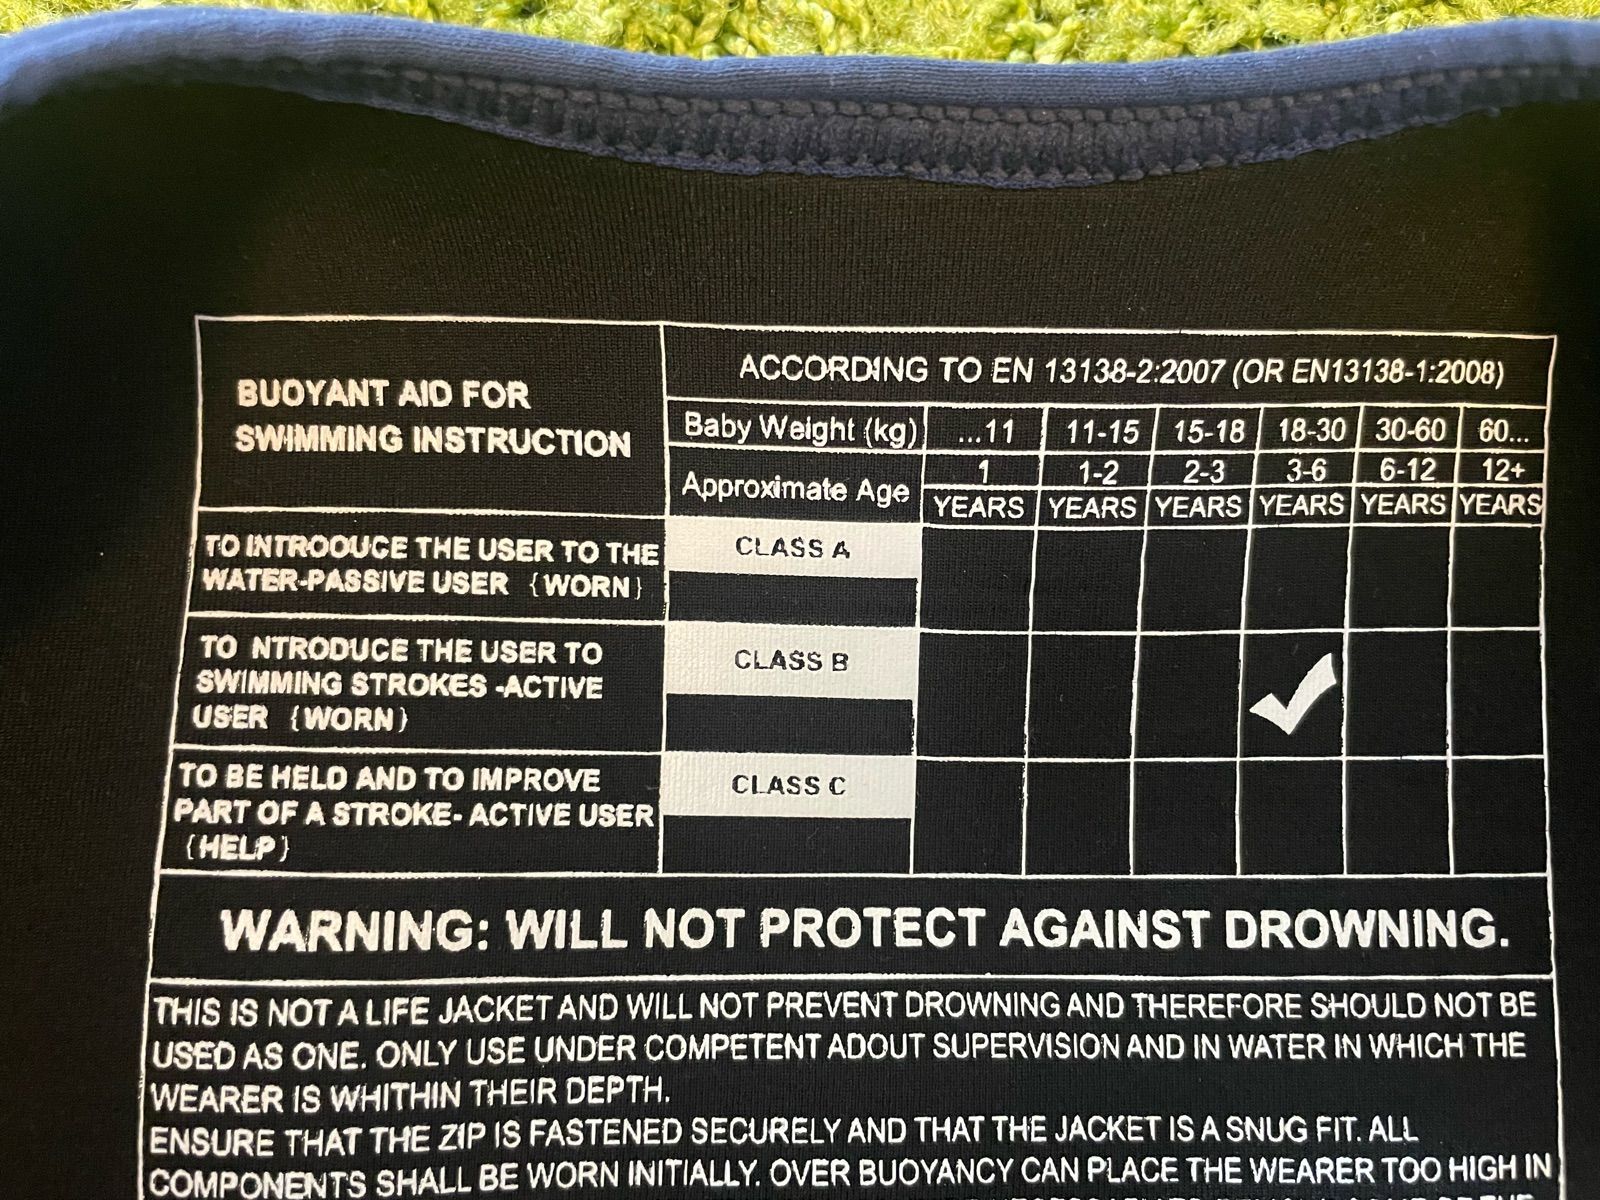 BUOYANT AID FOR
SWIMMING INSTRUCTION
ACCORDING TO EN 13138-2:2007 (OR EN13138-1:2008)
Baby Weight (kg) ...11 11-15 15-18 18-30 30-60 60...
Approximate Age 1 1-2 2-3 3-6 6-12 12+
YEARS YEARS YEARS YEARS YEARS YEARS
TO INTROOUCE THE USER TO THE
WATER-PASSIVE USER {WORN}
CLASS A
TO NTRODUCE THE USER TO
SWIMMING STROKES -ACTIVE
USER {WORN}
CLASS B
TO BE HELD AND TO IMPROVE
PART OF A STROKE- ACTIVE USER
{HELP}
CLASS C
WARNING: WILL NOT PROTECT AGAINST DROWNING.
THIS IS NOT A LIFE JACKET AND WILL NOT PREVENT DROWNING AND THEREFORE SHOULD NOT BE
USED AS ONE. ONLY USE UNDER COMPETENT ADOUT SUPERVISION AND IN WATER IN WHICH THE
WEARER IS WHITHIN THEIR DEPTH.
ENSURE THAT THE ZIP IS FASTENED SECURELY AND THAT THE JACKET IS A SNUG FIT. ALL
COMPONENTS SHALL BE WORN INITIALLY. OVER BUOYANCY CAN PLACE THE WEARER TOO HIGH IN